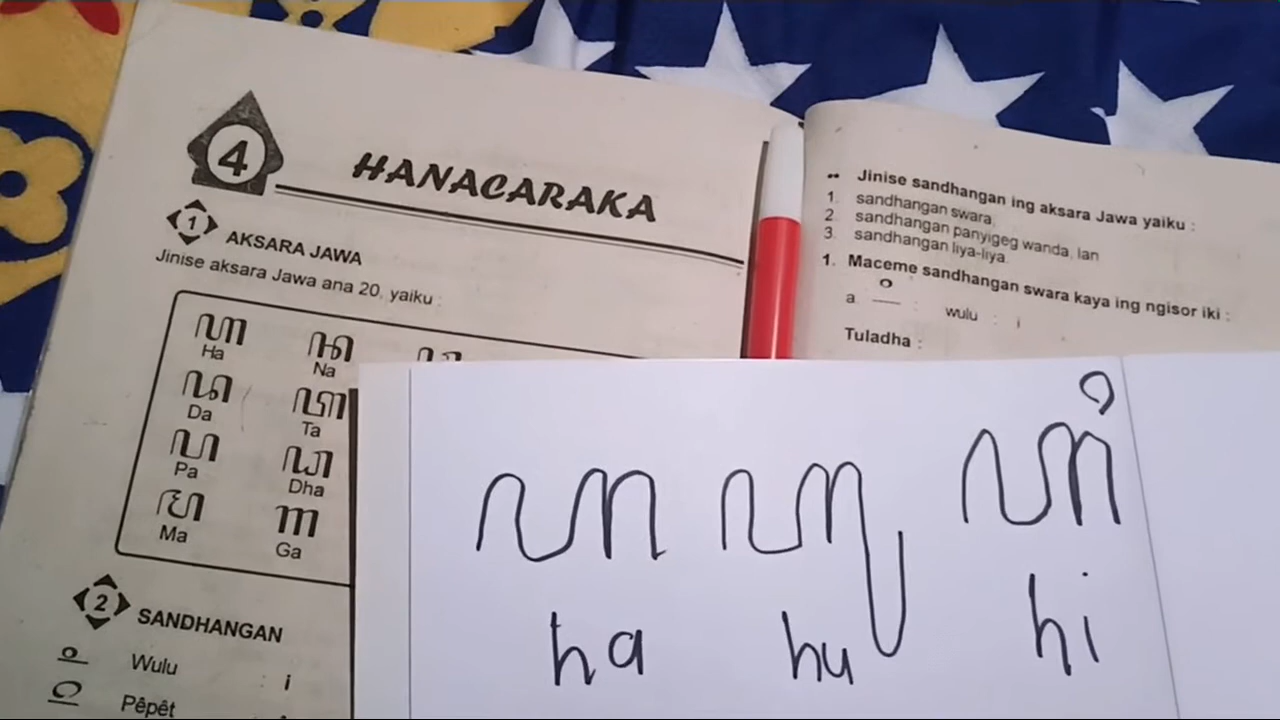 4
HANACARAKA
1 AKSARA JAWA
Jinise aksara Jawa ana 20, yaiku :
ꦲ ꦤ
Ha Na
ꦢ ꦠ
Da Ta
ꦥ ꦝ
Pa Dha
ꦩ ꦒ
Ma Ga
2 SANDHANGAN
Wulu : i
Pêpêt
Jinise sandhangan ing aksara Jawa yaiku :
1. sandhangan swara,
2. sandhangan panyigeg wanda, lan
3. sandhangan liya-liya.
1. Maceme sandhangan swara kaya ing ngisor iki :
a. : wulu : i
Tuladha :
ꦲ ꦲꦸ ꦲꦶ
ha hu hi